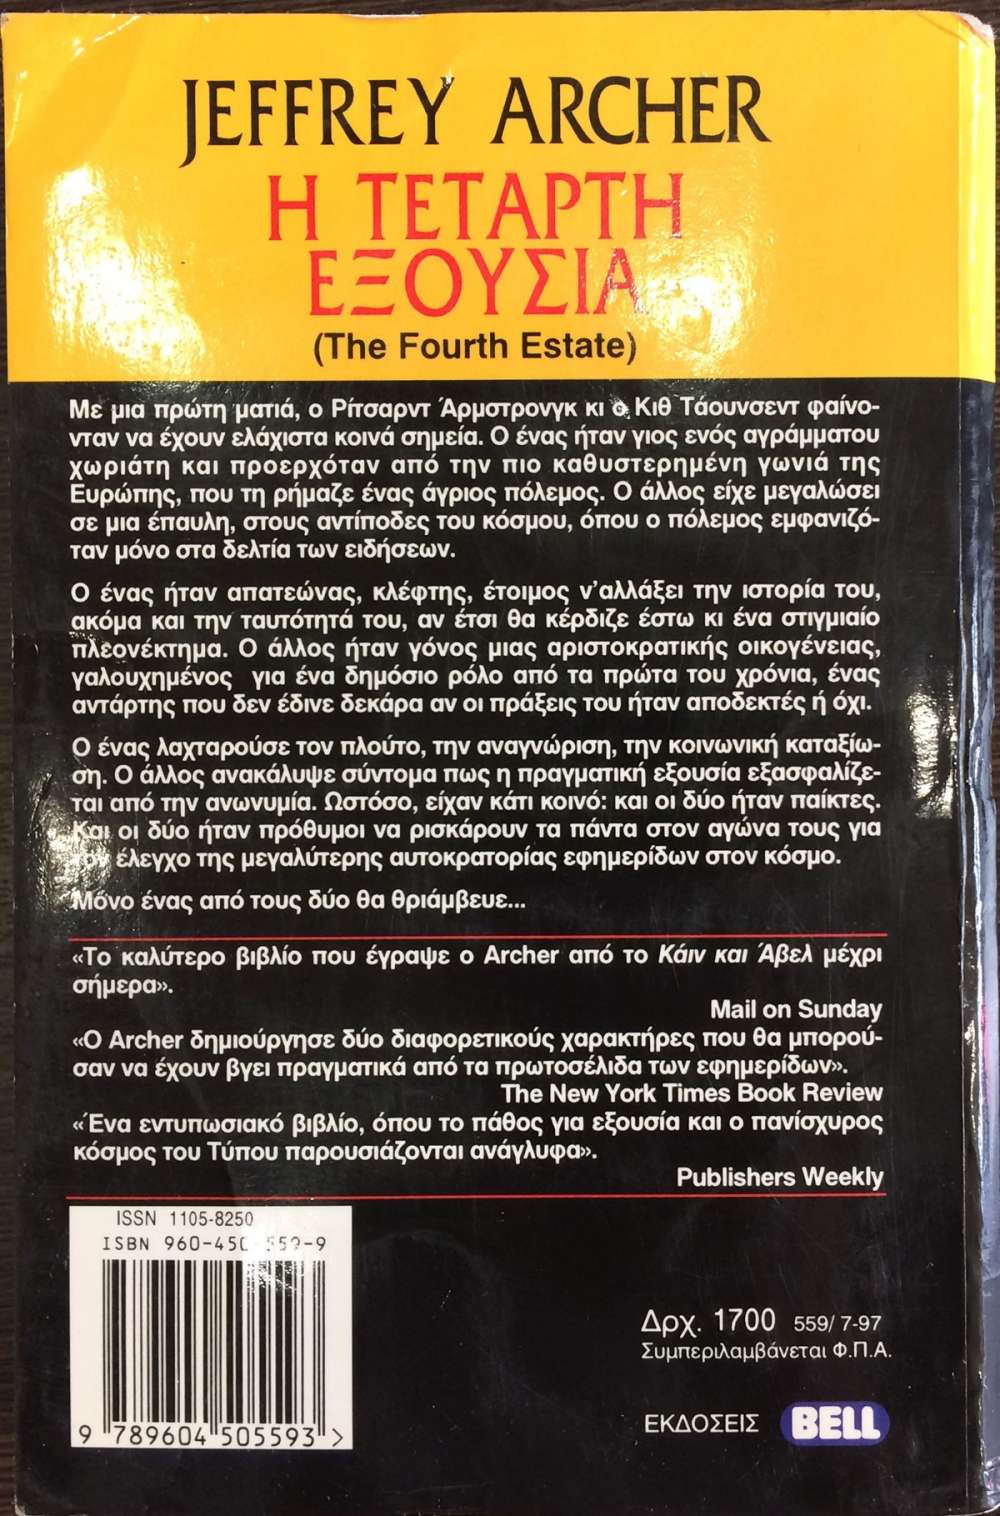 JEFFREY ARCHER
Η ΤΕΤΑΡΤΗ
ΕΞΟΥΣΙΑ
(The Fourth Estate)
Με μια πρώτη ματιά, ο Ρίτσαρντ Άρμστρονγκ κι ο Κιθ Τάουνσεντ φαίνο-
νταν να έχουν ελάχιστα κοινά σημεία. Ο ένας ήταν γιος ενός αγράμματου
χωριάτη και προερχόταν από την πιο καθυστερημένη γωνιά της
Ευρώπης, που τη ρήμαζε ένας άγριος πόλεμος. Ο άλλος είχε μεγαλώσει
σε μια έπαυλη, στους αντίποδες του κόσμου, όπου ο πόλεμος εμφανιζό-
ταν μόνο στα δελτία των ειδήσεων.
Ο ένας ήταν απατεώνας, κλέφτης, έτοιμος ν'αλλάξει την ιστορία του,
ακόμα και την ταυτότητά του, αν έτσι θα κέρδιζε έστω κι ένα στιγμιαίο
πλεονέκτημα. Ο άλλος ήταν γόνος μιας αριστοκρατικής οικογένειας,
γαλουχημένος για ένα δημόσιο ρόλο από τα πρώτα του χρόνια, ένας
αντάρτης που δεν έδινε δεκάρα αν οι πράξεις του ήταν αποδεκτές ή όχι.
Ο ένας λαχταρούσε τον πλούτο, την αναγνώριση, την κοινωνική καταξίω-
ση. Ο άλλος ανακάλυψε σύντομα πως η πραγματική εξουσία εξασφαλίζε-
ται από την ανωνυμία. Ωστόσο, είχαν κάτι κοινό: και οι δύο ήταν παίκτες.
Και οι δύο ήταν πρόθυμοι να ρισκάρουν τα πάντα στον αγώνα τους για
τον έλεγχο της μεγαλύτερης αυτοκρατορίας εφημερίδων στον κόσμο.
Μόνο ένας από τους δύο θα θριάμβευε...
«Το καλύτερο βιβλίο που έγραψε ο Archer από το Κάιν και Άβελ μέχρι
σήμερα».
Mail on Sunday
«Ο Archer δημιούργησε δύο διαφορετικούς χαρακτήρες που θα μπορού-
σαν να έχουν βγει πραγματικά από τα πρωτοσέλιδα των εφημερίδων».
The New York Times Book Review
«Ένα εντυπωσιακό βιβλίο, όπου το πάθος για εξουσία και ο πανίσχυρος
κόσμος του Τύπου παρουσιάζονται ανάγλυφα».
Publishers Weekly
ISSN 1105-8250
ISBN 960-450-559-9
9 789604 505593 >
Δρχ. 1700 559/ 7-97
Συμπεριλαμβάνεται Φ.Π.Α.
ΕΚΔΟΣΕΙΣ BELL